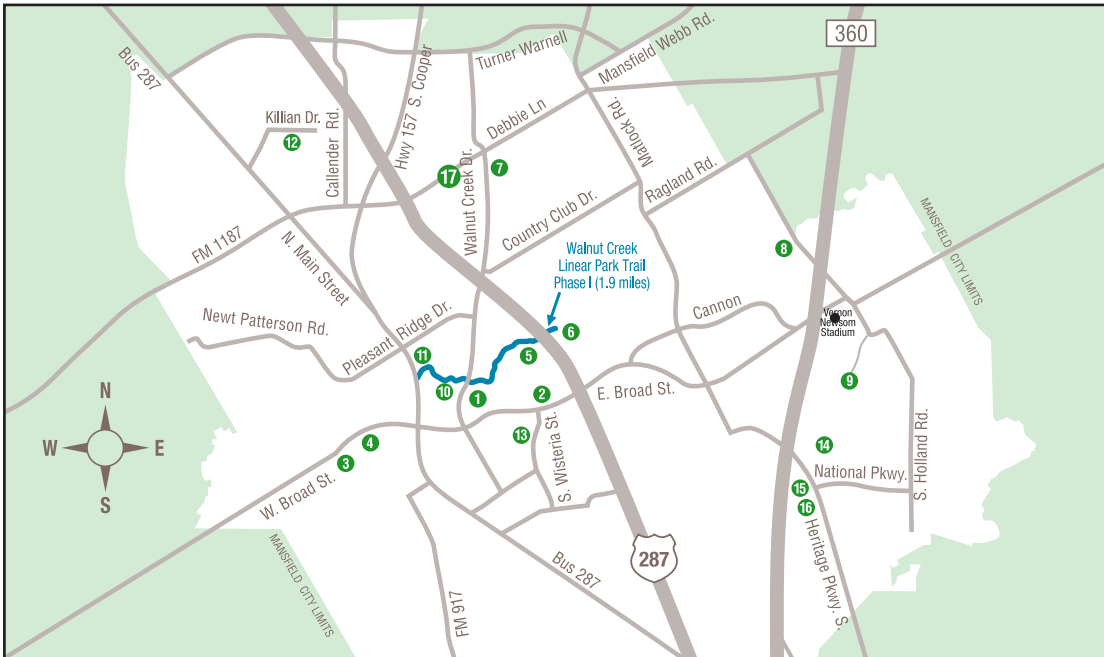 360
Bus 287
Turner Warnell
Mansfield Webb Rd.
Hwy 157 S. Cooper
Killian Dr.
12
Callender Rd.
Debbie Ln
Matlock Rd.
17
7
Walnut Creek Dr.
Ragland Rd.
Country Club Dr.
FM 1187
N. Main Street
8
MANSFIELD CITY LIMITS
Walnut Creek
Linear Park Trail
Phase I (1.9 miles)
Newt Patterson Rd.
Pleasant Ridge Dr.
Cannon
Vernon
Newsom
Stadium
6
5
11
10
1
2
E. Broad St.
9
N
W
E
S
4
3
13
S. Wisteria St.
14
S. Holland Rd.
W. Broad St.
National Pkwy.
15
16
MANSFIELD CITY LIMITS
287
Bus 287
FM 917
Heritage Pkwy. S.